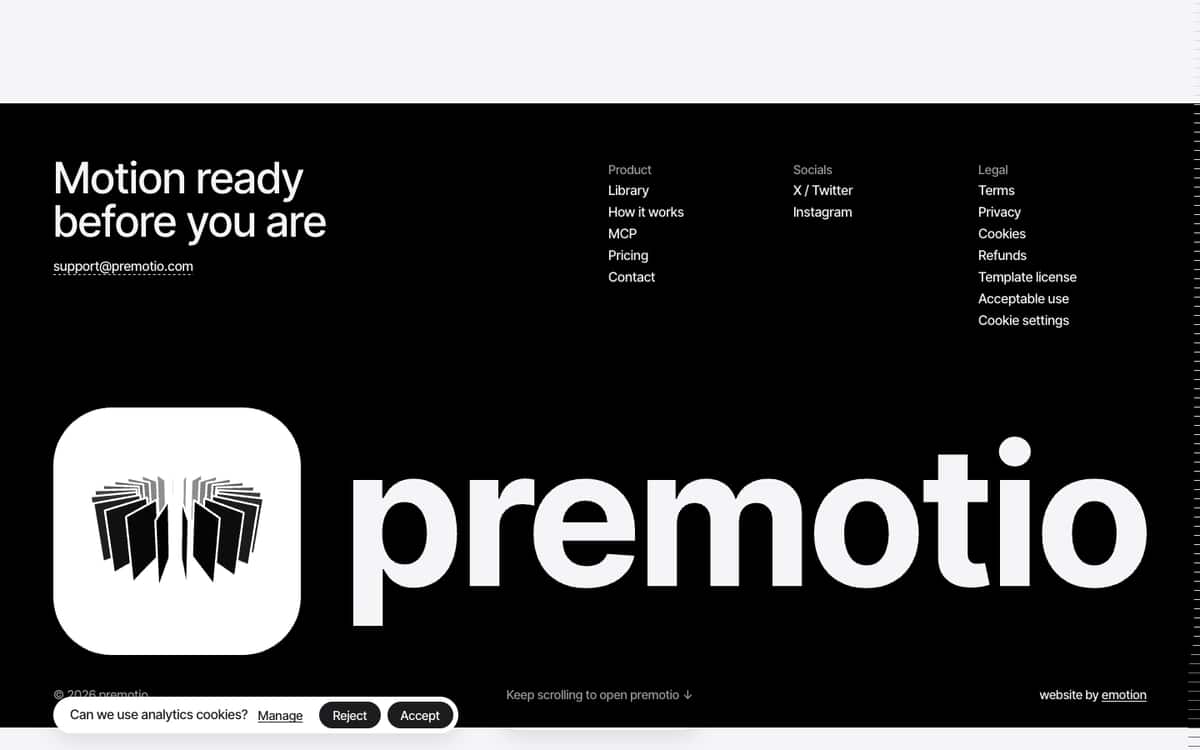 Motion ready
before you are
support@premotio.com
Product
Library
How it works
MCP
Pricing
Contact
Socials
X / Twitter
Instagram
Legal
Terms
Privacy
Cookies
Refunds
Template license
Acceptable use
Cookie settings
premotio
© 2026 premotio
Keep scrolling to open premotio ↓
website by emotion
Can we use analytics cookies? Manage Reject Accept